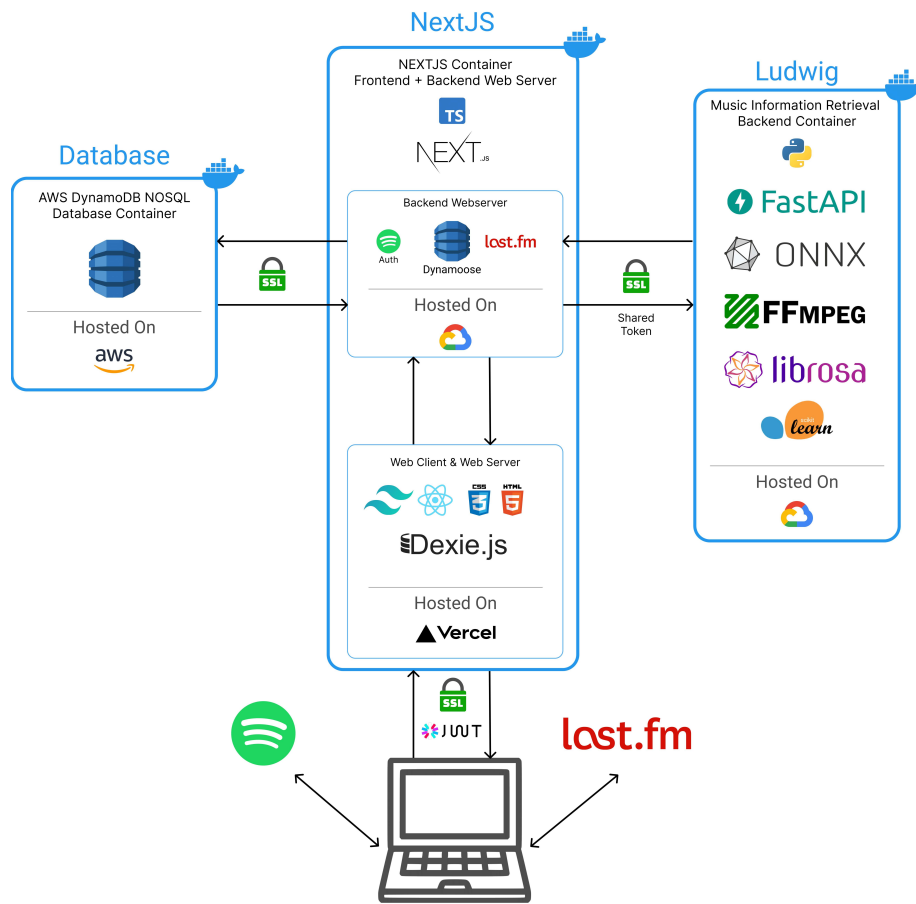 NextJS
NEXTJS Container
Frontend + Backend Web Server
TS
NEXT.JS
Backend Webserver
Auth
Dynamoose
last.fm
Hosted On
Web Client & Web Server
CSS
3
HTML
5
Dexie.js
Hosted On
Vercel
Database
AWS DynamoDB NOSQL
Database Container
Hosted On
aws
SSL
Ludwig
Music Information Retrieval
Backend Container
FastAPI
ONNX
FFMPEG
librosa
scikit
learn
Hosted On
SSL
Shared
Token
SSL
JWT
last.fm